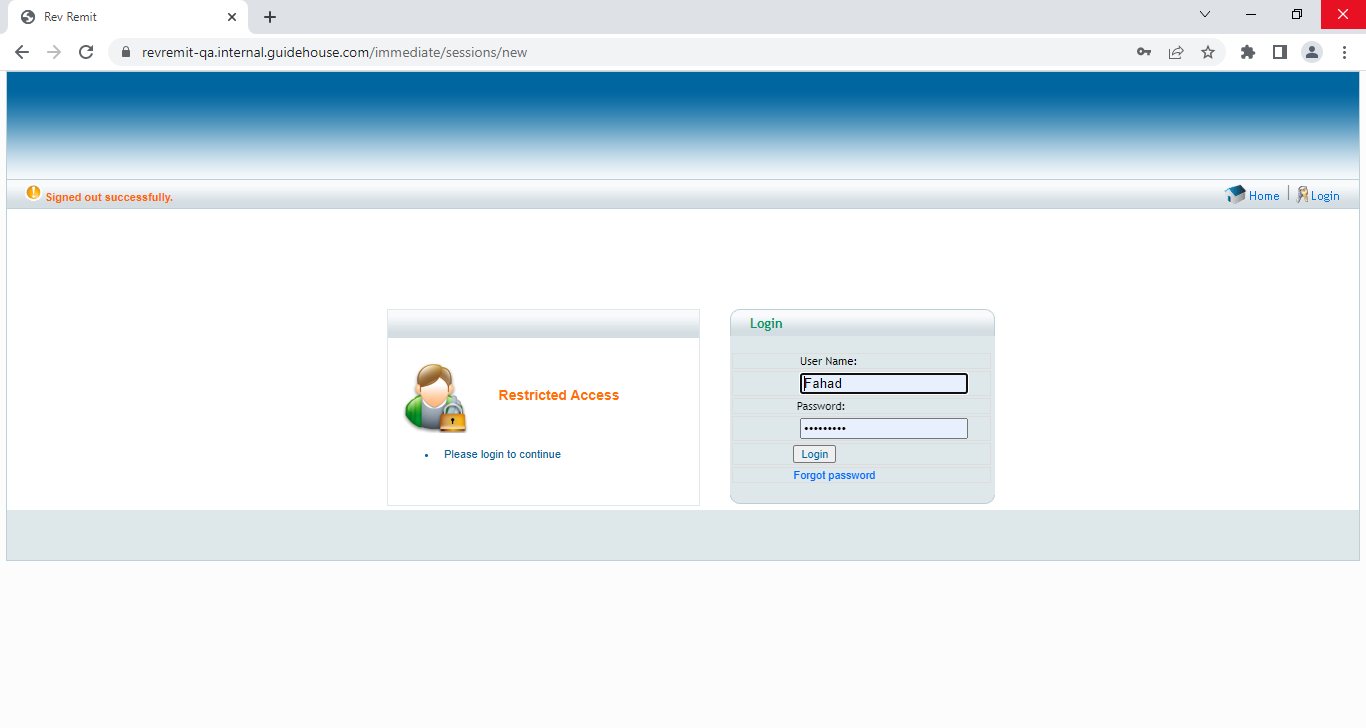 Rev Remit
revremit-qa.internal.guidehouse.com/immediate/sessions/new
Signed out successfully.
Home
Login
Login
User Name:
Fahad
Restricted Access
Password:
•••••••••
Please login to continue
Login
Forgot password